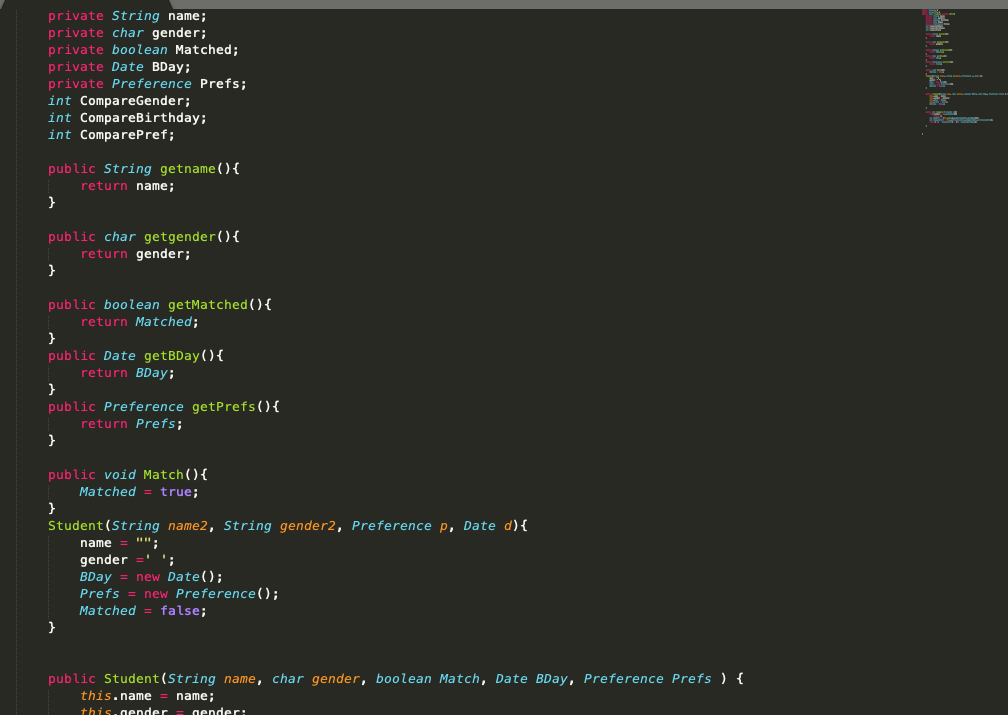 private String name;
private char gender;
private boolean Matched;
private Date BDay;
private Preference Prefs;
int CompareGender;
int CompareBirthday;
int ComparePref;
public String getname(){
return name;
}
public char getgender(){
return gender;
}
public boolean getMatched(){
return Matched;
}
public Date getBDay(){
return BDay;
}
public Preference getPrefs(){
return Prefs;
}
public void Match(){
Matched = true;
}
Student(String name2, String gender2, Preference p, Date d){
name = "";
gender =' ';
BDay = new Date();
Prefs = new Preference();
Matched = false;
}
public Student(String name, char gender, boolean Match, Date BDay, Preference Prefs ) {
this.name = name;
this.gender = gender;